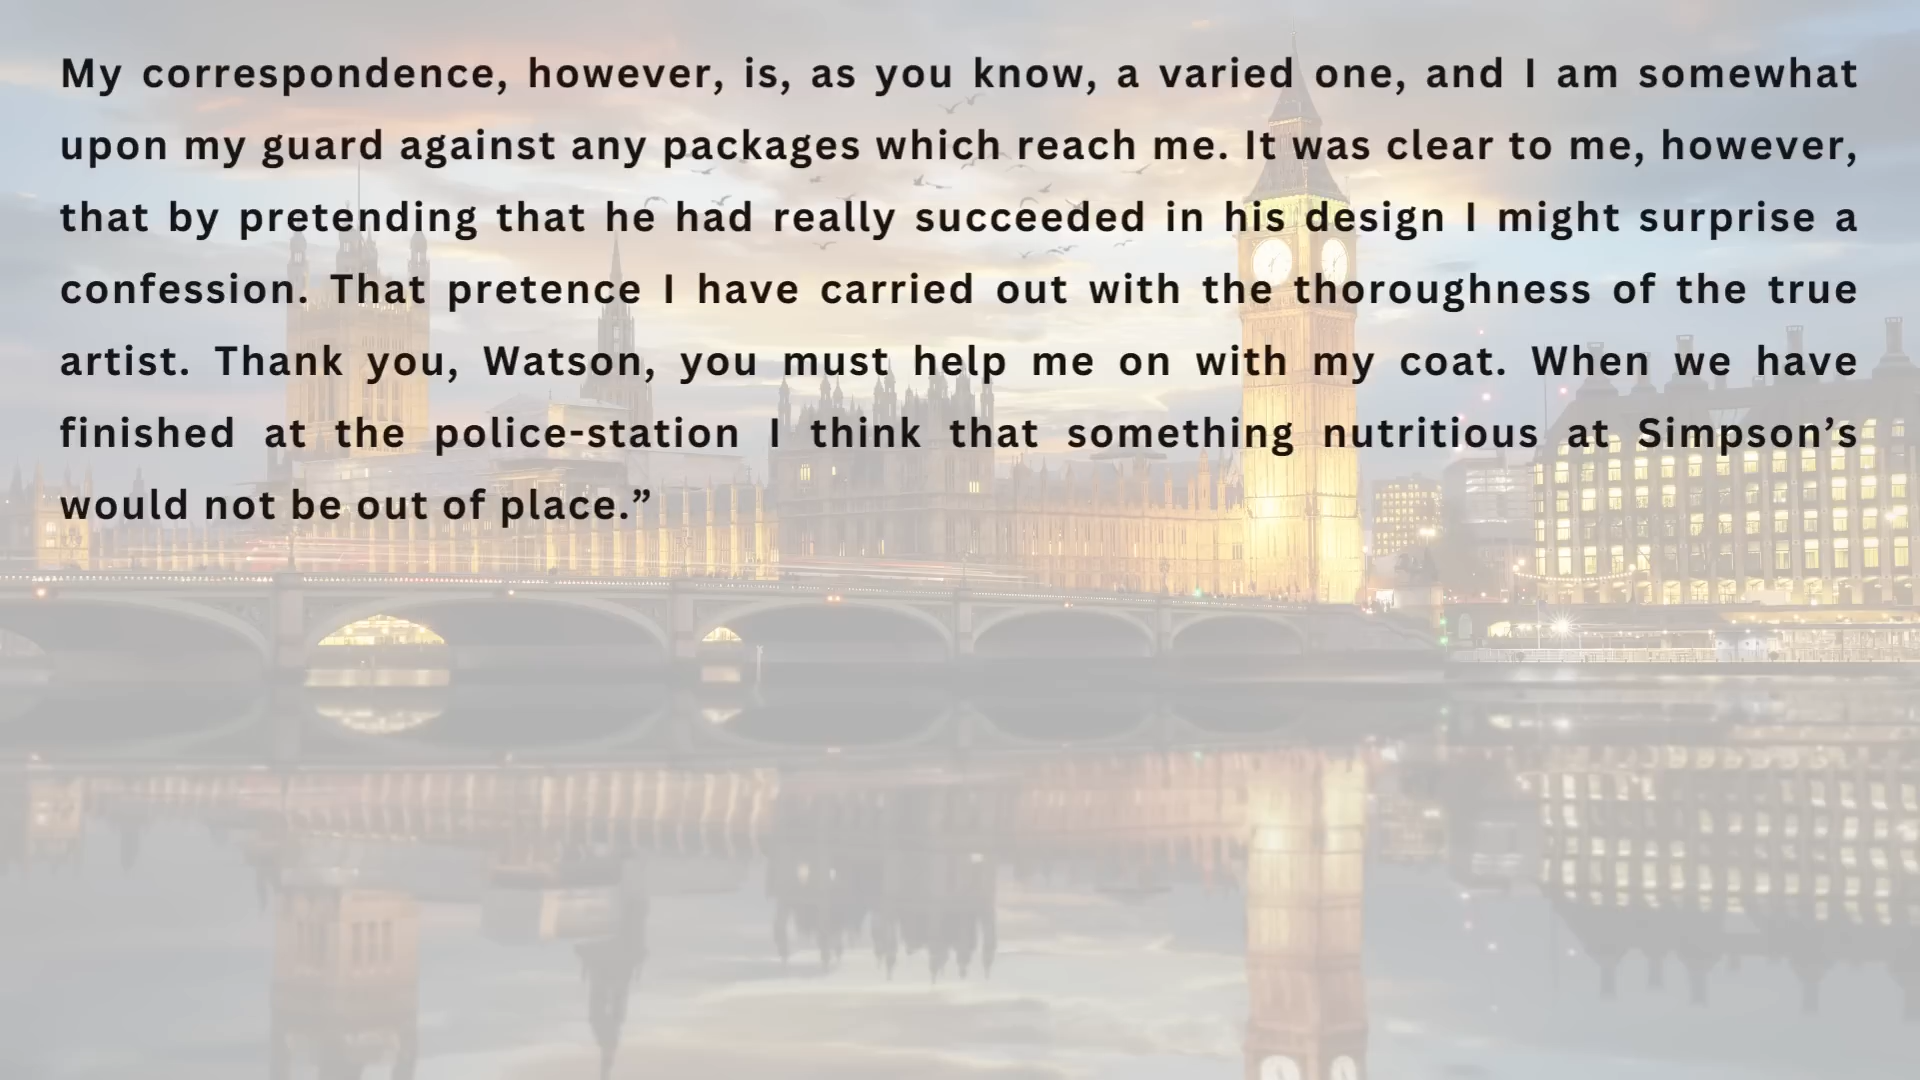 My correspondence, however, is, as you know, a varied one, and I am somewhat
upon my guard against any packages which reach me. It was clear to me, however,
that by pretending that he had really succeeded in his design I might surprise a
confession. That pretence I have carried out with the thoroughness of the true
artist. Thank you, Watson, you must help me on with my coat. When we have
finished at the police-station I think that something nutritious at Simpson’s
would not be out of place.”